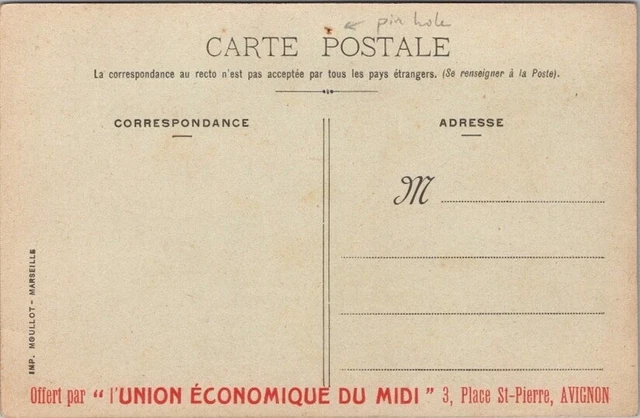 pin hole
CARTE POSTALE
La correspondance au recto n'est pas acceptée par tous les pays étrangers. (Se renseigner à la Poste).
CORRESPONDANCE
ADRESSE
M
IMP. MOULLOT - MARSEILLE
Offert par "l'UNION ÉCONOMIQUE DU MIDI" 3, Place St-Pierre, AVIGNON